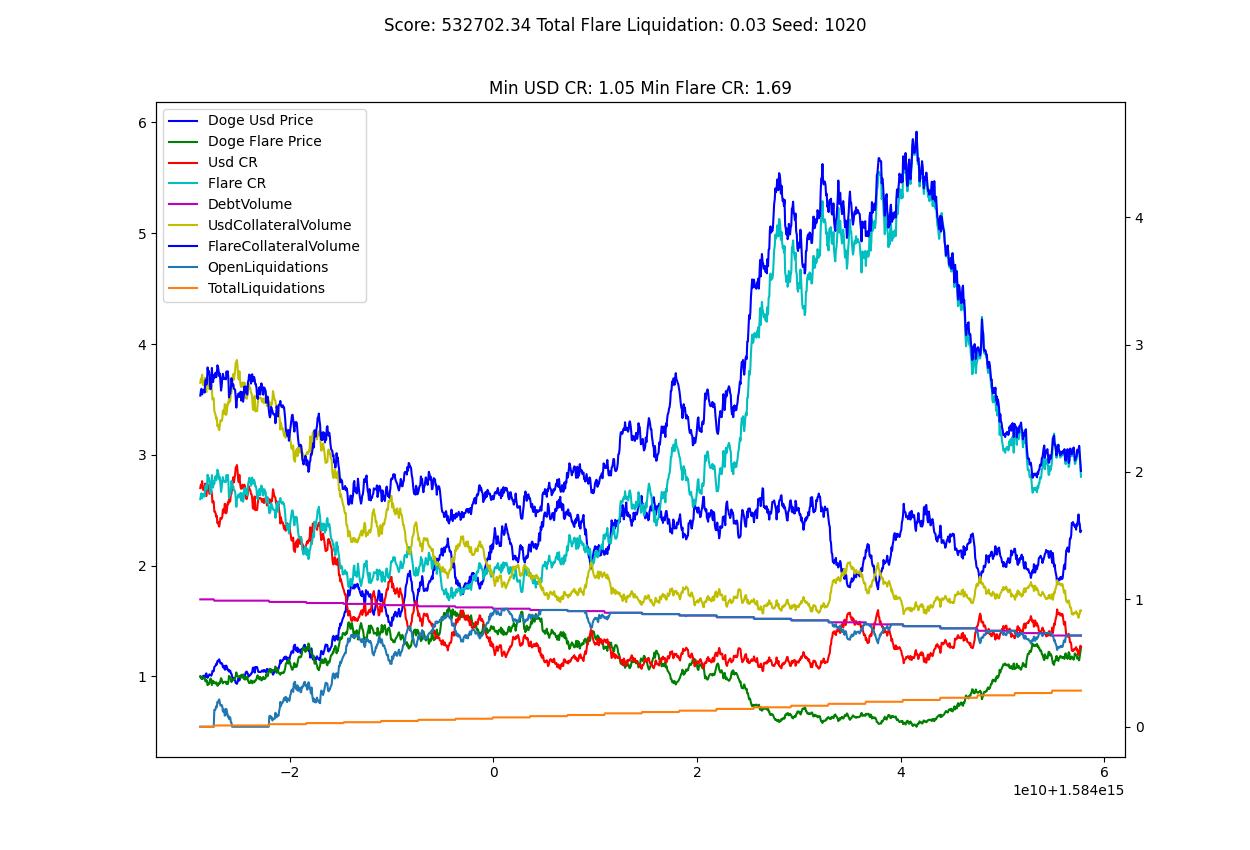 Score: 532702.34 Total Flare Liquidation: 0.03 Seed: 1020
Min USD CR: 1.05 Min Flare CR: 1.69
Doge Usd Price
Doge Flare Price
Usd CR
Flare CR
DebtVolume
UsdCollateralVolume
FlareCollateralVolume
OpenLiquidations
TotalLiquidations
6
5
4
3
2
1
4
3
2
1
0
−2
0
2
4
6
1e10+1.584e15